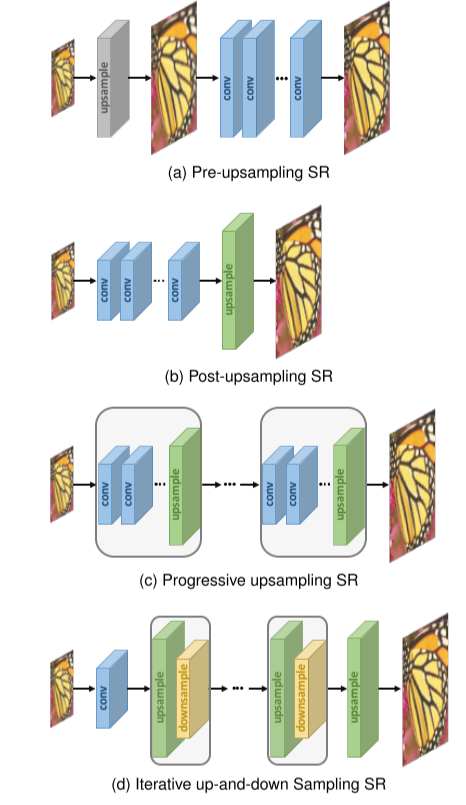 upsample
conv
conv
...
conv
(a) Pre-upsampling SR
conv
conv
...
conv
upsample
(b) Post-upsampling SR
conv
conv
...
upsample
...
conv
conv
...
upsample
(c) Progressive upsampling SR
conv
upsample
downsample
...
upsample
downsample
upsample
(d) Iterative up-and-down Sampling SR